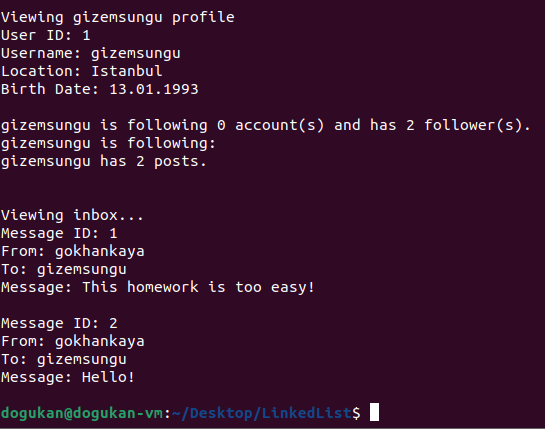 Viewing gizemsungu profile
User ID: 1
Username: gizemsungu
Location: Istanbul
Birth Date: 13.01.1993
gizemsungu is following 0 account(s) and has 2 follower(s).
gizemsungu is following:
gizemsungu has 2 posts.
Viewing inbox...
Message ID: 1
From: gokhankaya
To: gizemsungu
Message: This homework is too easy!
Message ID: 2
From: gokhankaya
To: gizemsungu
Message: Hello!
dogukan@dogukan-vm:~/Desktop/LinkedList$